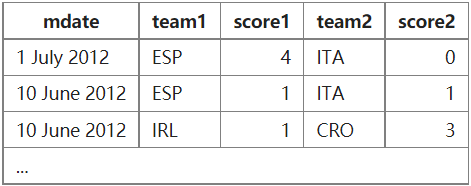 mdate team1 score1 team2 score2
1 July 2012 ESP 4 ITA 0
10 June 2012 ESP 1 ITA 1
10 June 2012 IRL 1 CRO 3
...